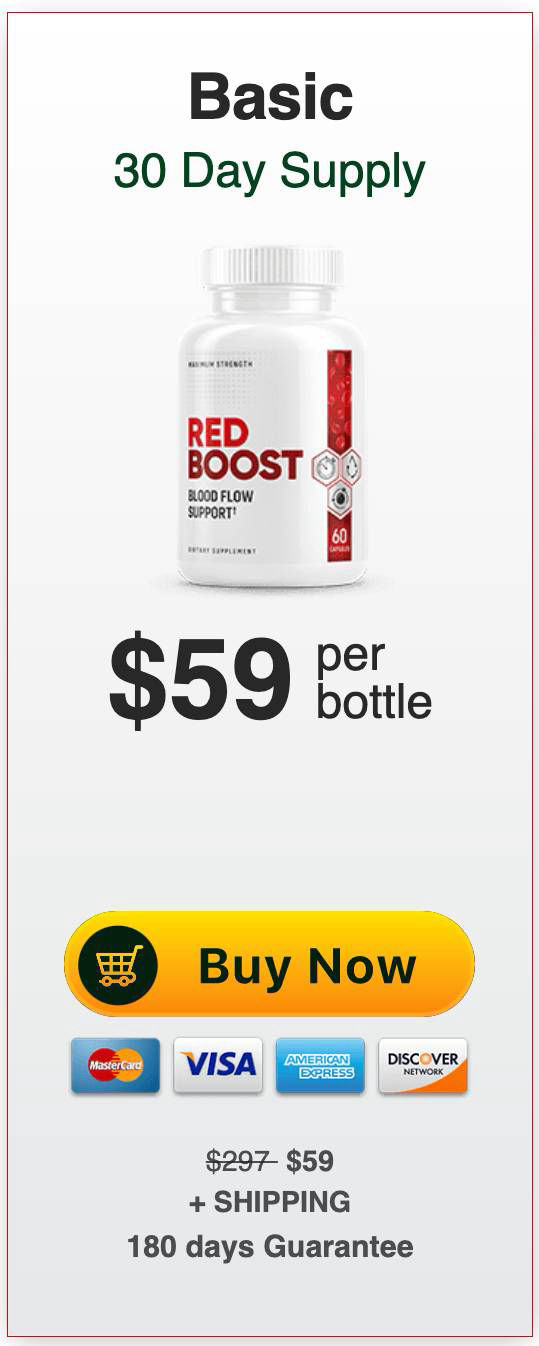 Basic
30 Day Supply
MAXIMUM STRENGTH
RED
BOOST
BLOOD FLOW
SUPPORT†
DIETARY SUPPLEMENT
60
CAPSULES
$59 per
bottle
Buy Now
MasterCard
VISA
AMERICAN
EXPRESS
DISCOVER
NETWORK
$297 $59
+ SHIPPING
180 days Guarantee